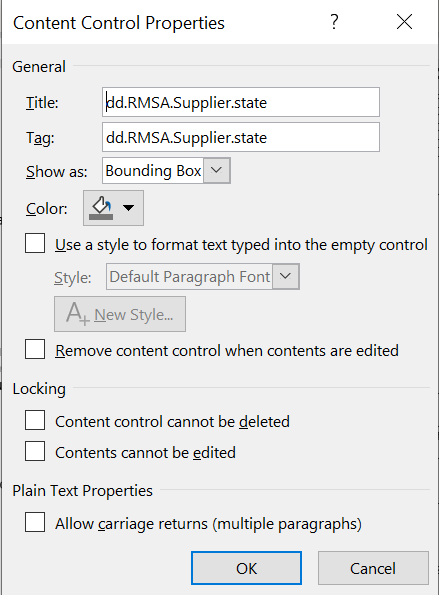 Content Control Properties ?
General
Title: dd.RMSA.Supplier.state
Tag: dd.RMSA.Supplier.state
Show as: Bounding Box
Color:
Use a style to format text typed into the empty control
Style: Default Paragraph Font
A+ New Style...
Remove content control when contents are edited
Locking
Content control cannot be deleted
Contents cannot be edited
Plain Text Properties
Allow carriage returns (multiple paragraphs)
OK Cancel